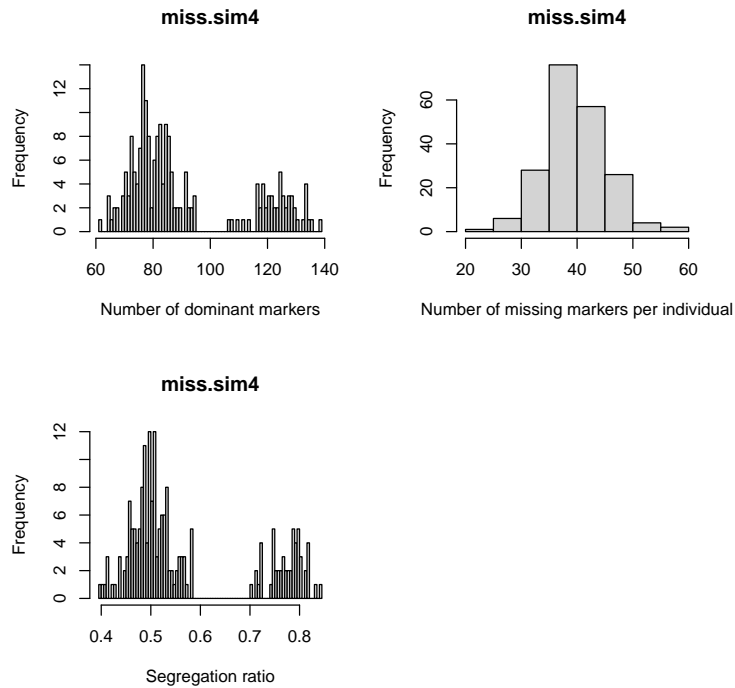 miss.sim4
Frequency
0 2 4 6 8 12
60 80 100 120 140
Number of dominant markers
miss.sim4
Frequency
0 20 40 60
20 30 40 50 60
Number of missing markers per individual
miss.sim4
Frequency
0 2 4 6 8 12
0.4 0.5 0.6 0.7 0.8
Segregation ratio